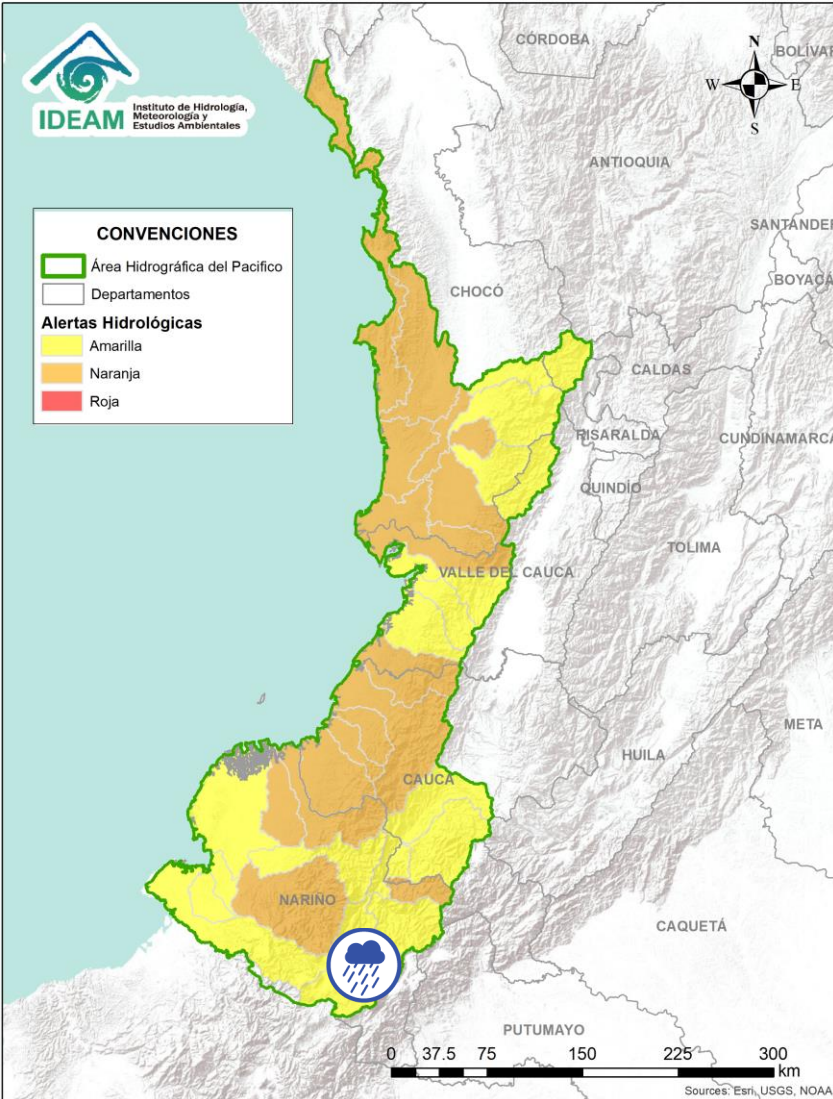 IDEAM
Instituto de Hidrología,
Meteorología y
Estudios Ambientales
N
W
E
S
CONVENCIONES
Área Hidrográfica del Pacifico
Departamentos
Alertas Hidrológicas
Amarilla
Naranja
Roja
CÓRDOBA
BOLÍVAR
ANTIOQUIA
SANTANDER
BOYACÁ
CHOCÓ
CALDAS
RISARALDA
CUNDINAMARCA
QUINDÍO
TOLIMA
VALLE DEL CAUCA
META
HUILA
CAUCA
NARIÑO
CAQUETÁ
PUTUMAYO
0 37.5 75 150 225 300
km
Sources: Esri, USGS, NOAA